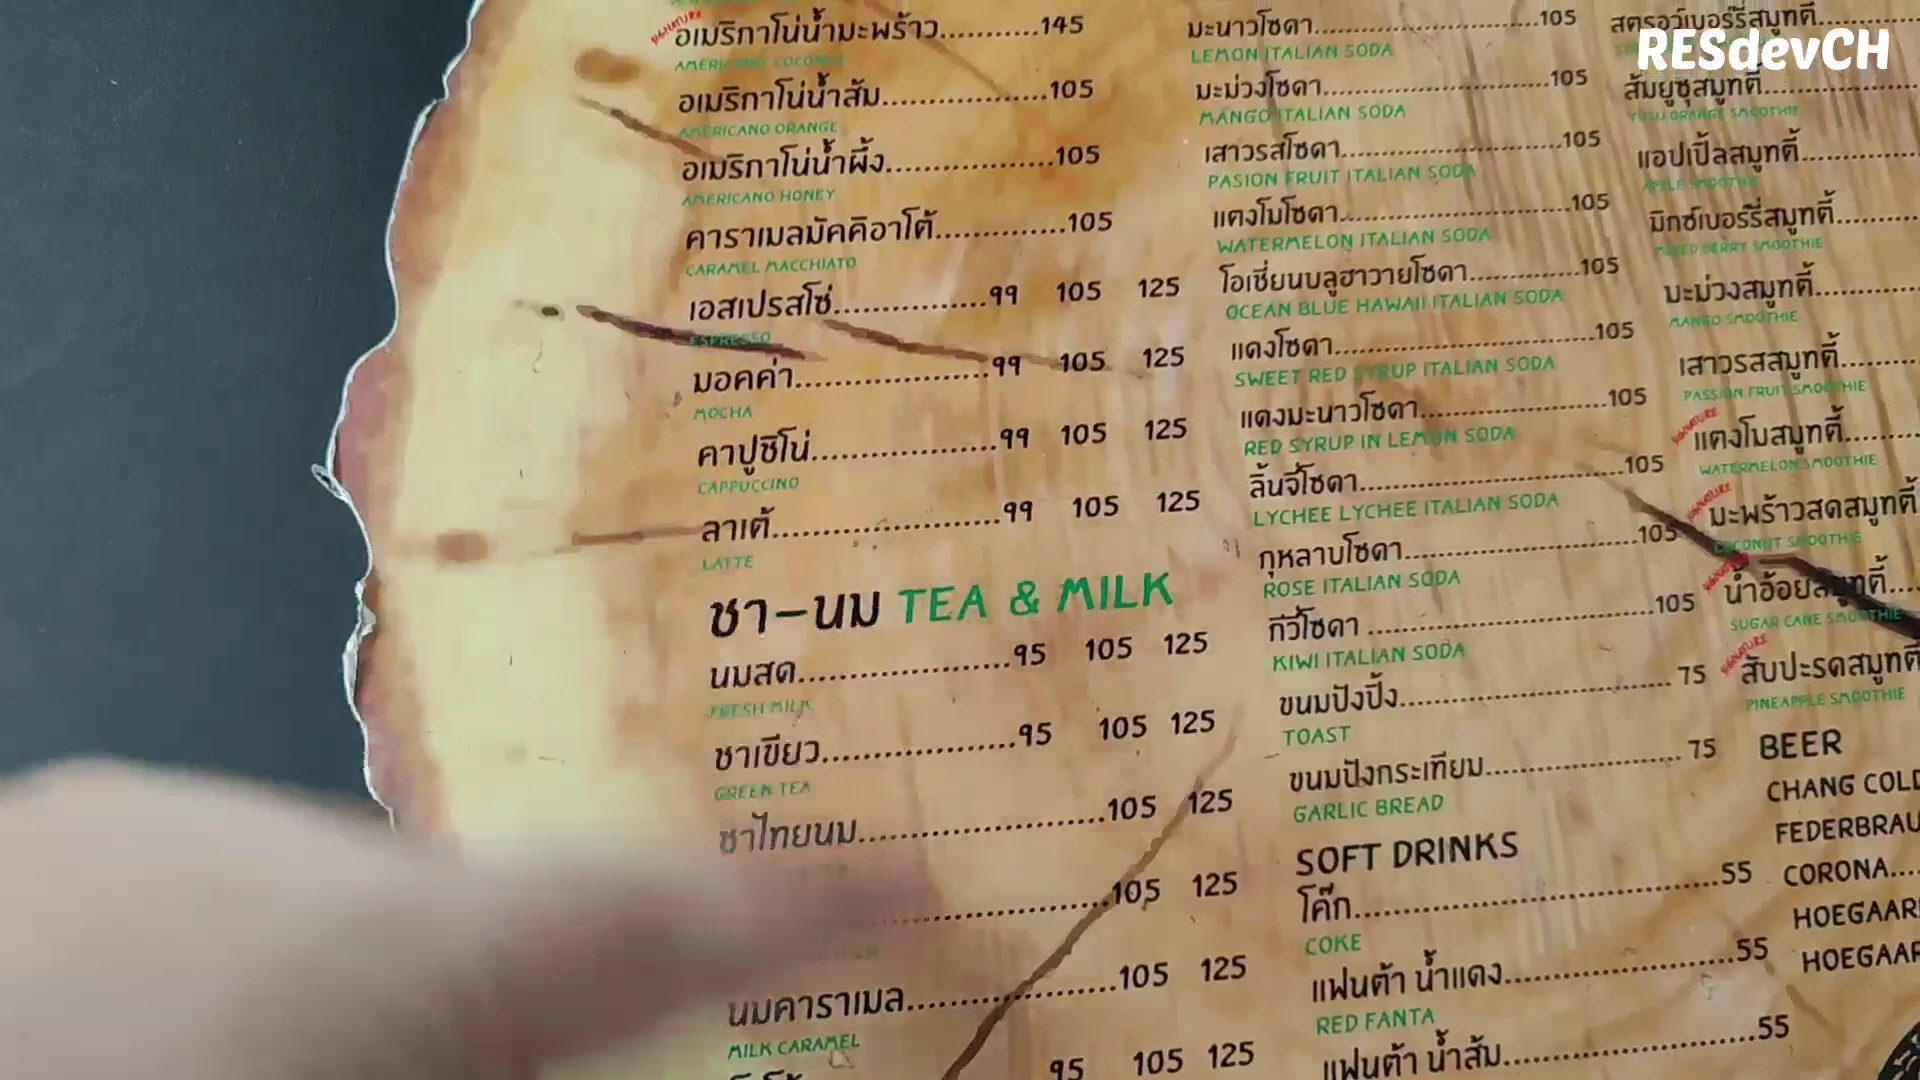 SIGNATURE
อเมริกาโน่น้ำมะพร้าว..........145
AMERICANO COCONUT
อเมริกาโน่น้ำส้ม..........105
AMERICANO ORANGE
อเมริกาโน่น้ำผึ้ง..........105
AMERICANO HONEY
คาราเมลมัคคิอาโต้..........105
CARAMEL MACCHIATO
เอสเปรสโซ่..........99 105 125
ESPRESSO
มอคค่า..........99 105 125
MOCHA
คาปูชิโน่..........99 105 125
CAPPUCCINO
ลาเต้..........99 105 125
LATTE
ชา-นม TEA & MILK
นมสด..........95 105 125
FRESH MILK
ชาเขียว..........95 105 125
GREEN TEA
ชาไทยนม..........105 125
105 125
นมคาราเมล..........105 125
MILK CARAMEL
95 105 125
มะนาวโซดา..........105
LEMON ITALIAN SODA
มะม่วงโซดา..........105
MANGO ITALIAN SODA
เสาวรสโซดา..........105
PASION FRUIT ITALIAN SODA
แตงโมโซดา..........105
WATERMELON ITALIAN SODA
โอเชี่ยนบลูฮาวายโซดา..........105
OCEAN BLUE HAWAII ITALIAN SODA
แดงโซดา..........105
SWEET RED SYRUP ITALIAN SODA
แดงมะนาวโซดา..........105
RED SYRUP IN LEMON SODA
ลิ้นจี่โซดา..........105
LYCHEE LYCHEE ITALIAN SODA
กุหลาบโซดา..........105
ROSE ITALIAN SODA
กีวีโซดา..........105
KIWI ITALIAN SODA
ขนมปังปิ้ง..........75
TOAST
ขนมปังกระเทียม..........75
GARLIC BREAD
SOFT DRINKS
โค๊ก..........55
COKE
แฟนต้า น้ำแดง..........55
RED FANTA
แฟนต้า น้ำส้ม..........55
สตรอว์เบอร์รี่สมูทตี้
RESdevCH
ส้มยูซุสมูทตี้
YUSU ORANGE SMOOTHIE
แอปเปิ้ลสมูทตี้
APPLE SMOOTHIE
มิกซ์เบอร์รี่สมูทตี้
MIXED BERRY SMOOTHIE
มะม่วงสมูทตี้
MANGO SMOOTHIE
เสาวรสสมูทตี้
PASSION FRUIT SMOOTHIE
SIGNATURE
แตงโมสมูทตี้
WATERMELON SMOOTHIE
SIGNATURE
มะพร้าวสดสมูทตี้
COCONUT SMOOTHIE
SIGNATURE
น้ำอ้อยสมูทตี้
SUGAR CANE SMOOTHIE
SIGNATURE
สับปะรดสมูทตี้
PINEAPPLE SMOOTHIE
BEER
CHANG COLD
FEDERBRAU
CORONA
HOEGAAR
HOEGAAR